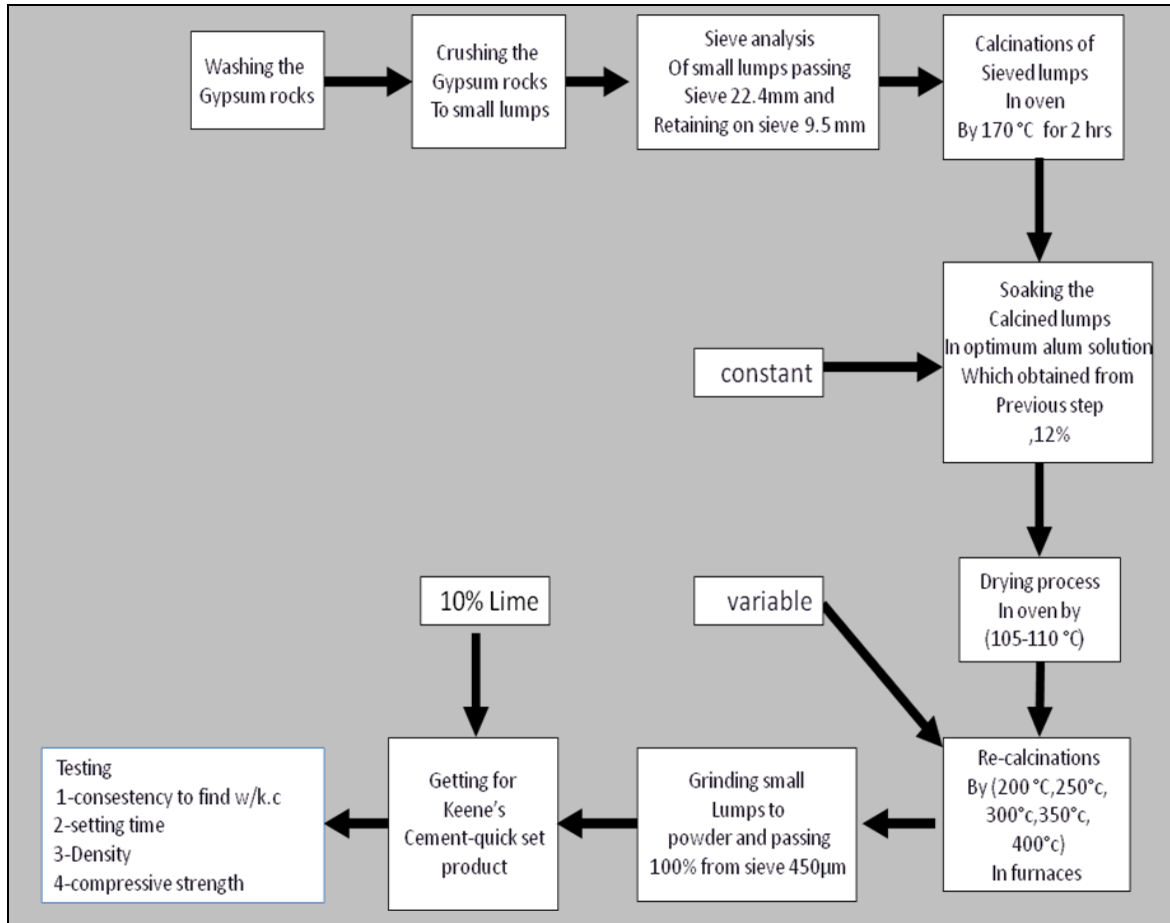 Washing the
Gypsum rocks
Crushing the
Gypsum rocks
To small lumps
Sieve analysis
Of small lumps passing
Sieve 22.4mm and
Retaining on sieve 9.5 mm
Calcinations of
Sieved lumps
In oven
By 170 °C for 2 hrs
constant
Soaking the
Calcined lumps
In optimum alum solution
Which obtained from
Previous step
,12%
Drying process
In oven by
(105-110 °C)
variable
Re-calcinations
By (200 °C,250°c,
300°c,350°c,
400°c)
In furnaces
Grinding small
Lumps to
powder and passing
100% from sieve 450µm
10% Lime
Getting for
Keene's
Cement-quick set
product
Testing
1-consestency to find w/k.c
2-setting time
3-Density
4-compressive strength